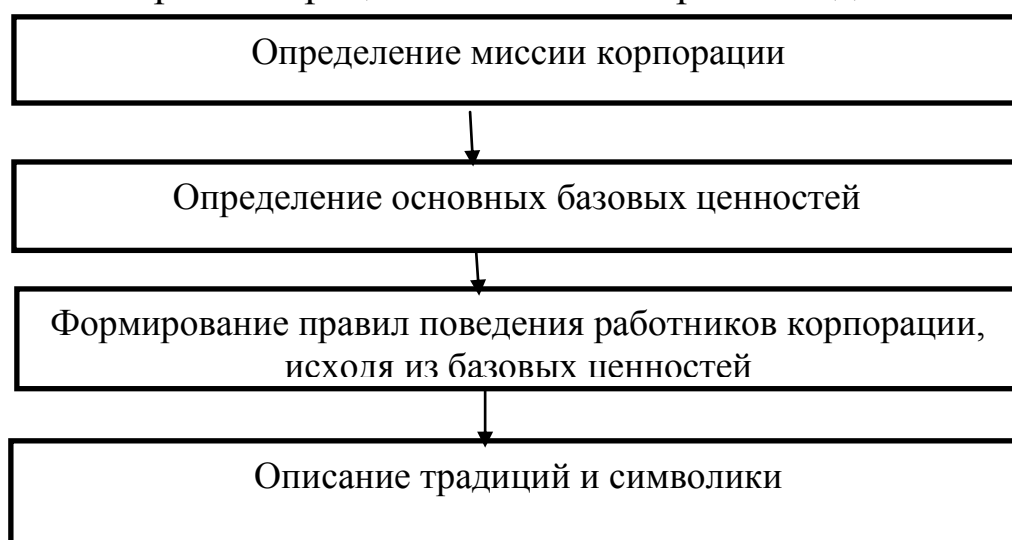 Определение миссии корпорации
Определение основных базовых ценностей
Формирование правил поведения работников корпорации,
исходя из базовых ценностей
Описание традиций и символики